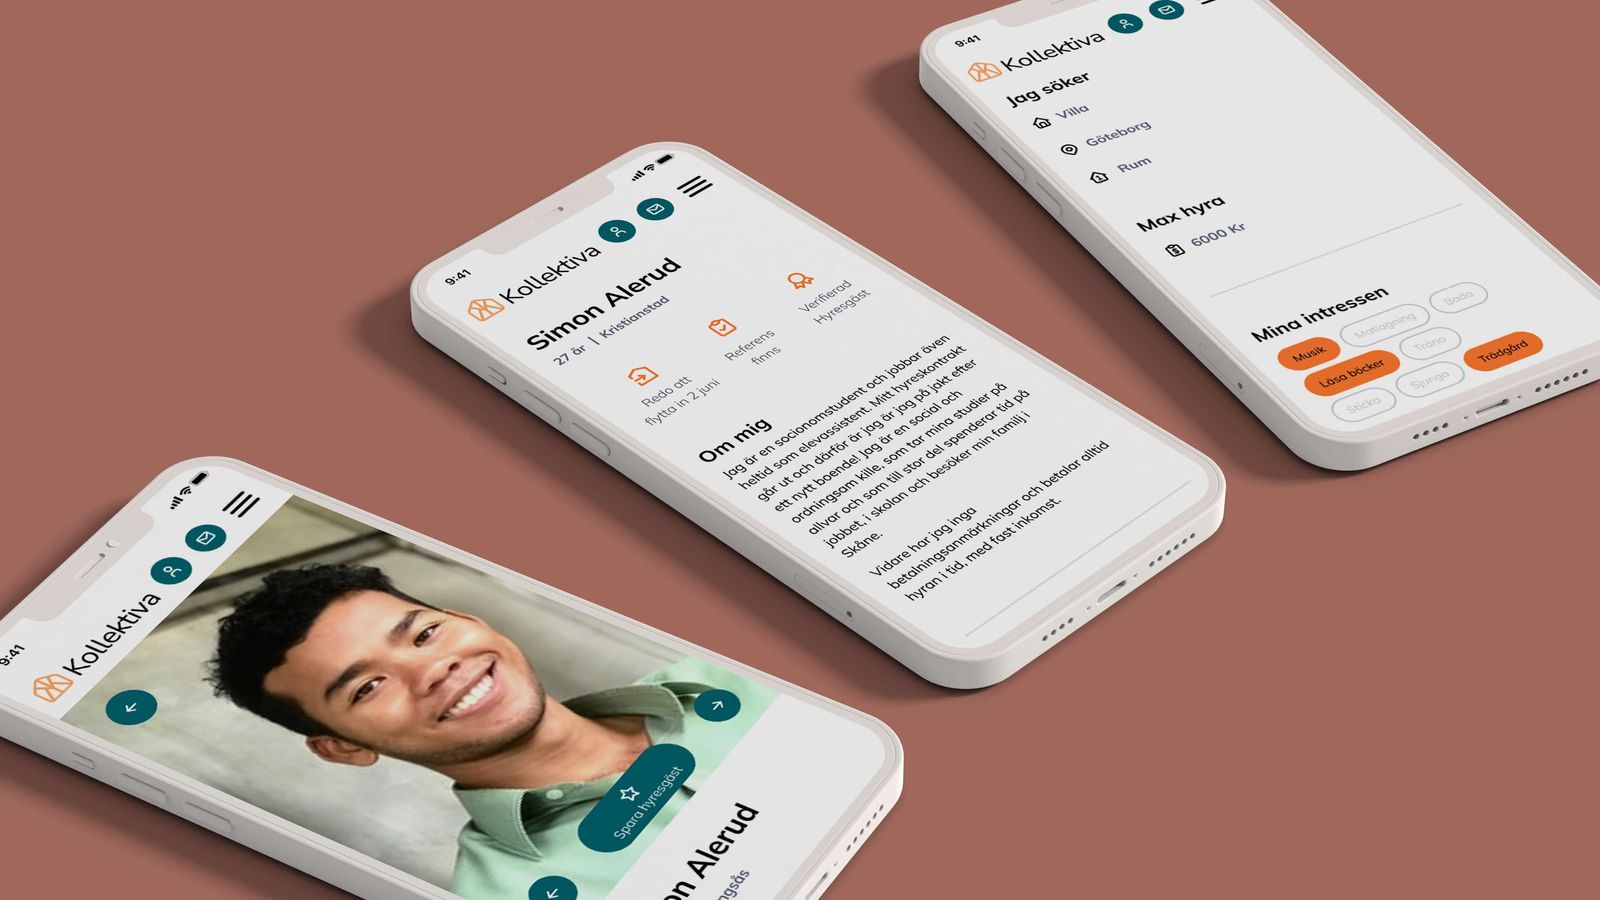 9:41
Kollektiva
Spara hyresgäst
on Alerud
ngsås
9:41
Kollektiva
Simon Alerud
27 år | Kristianstad
Redo att
flytta in 2 juni
Referens
finns
Verifierad
Hyresgäst
Om mig
Jag är en socionomstudent och jobbar även
heltid som elevassistent. Mitt hyreskontrakt
går ut och därför är jag är jag på jakt efter
ett nytt boende! Jag är en social och
ordningsam kille, som tar mina studier på
allvar och som till stor del spenderar tid på
jobbet, i skolan och besöker min familj i
Skåne.
Vidare har jag inga
betalningsanmärkningar och betalar alltid
hyran i tid, med fast inkomst.
9:41
Kollektiva
Jag söker
Villa
Göteborg
1
Rum
Max hyra
$
6000 Kr
Mina intressen
Musik
Matlagning
Bada
Läsa böcker
Träna
Trädgård
Sticka
Sjunga